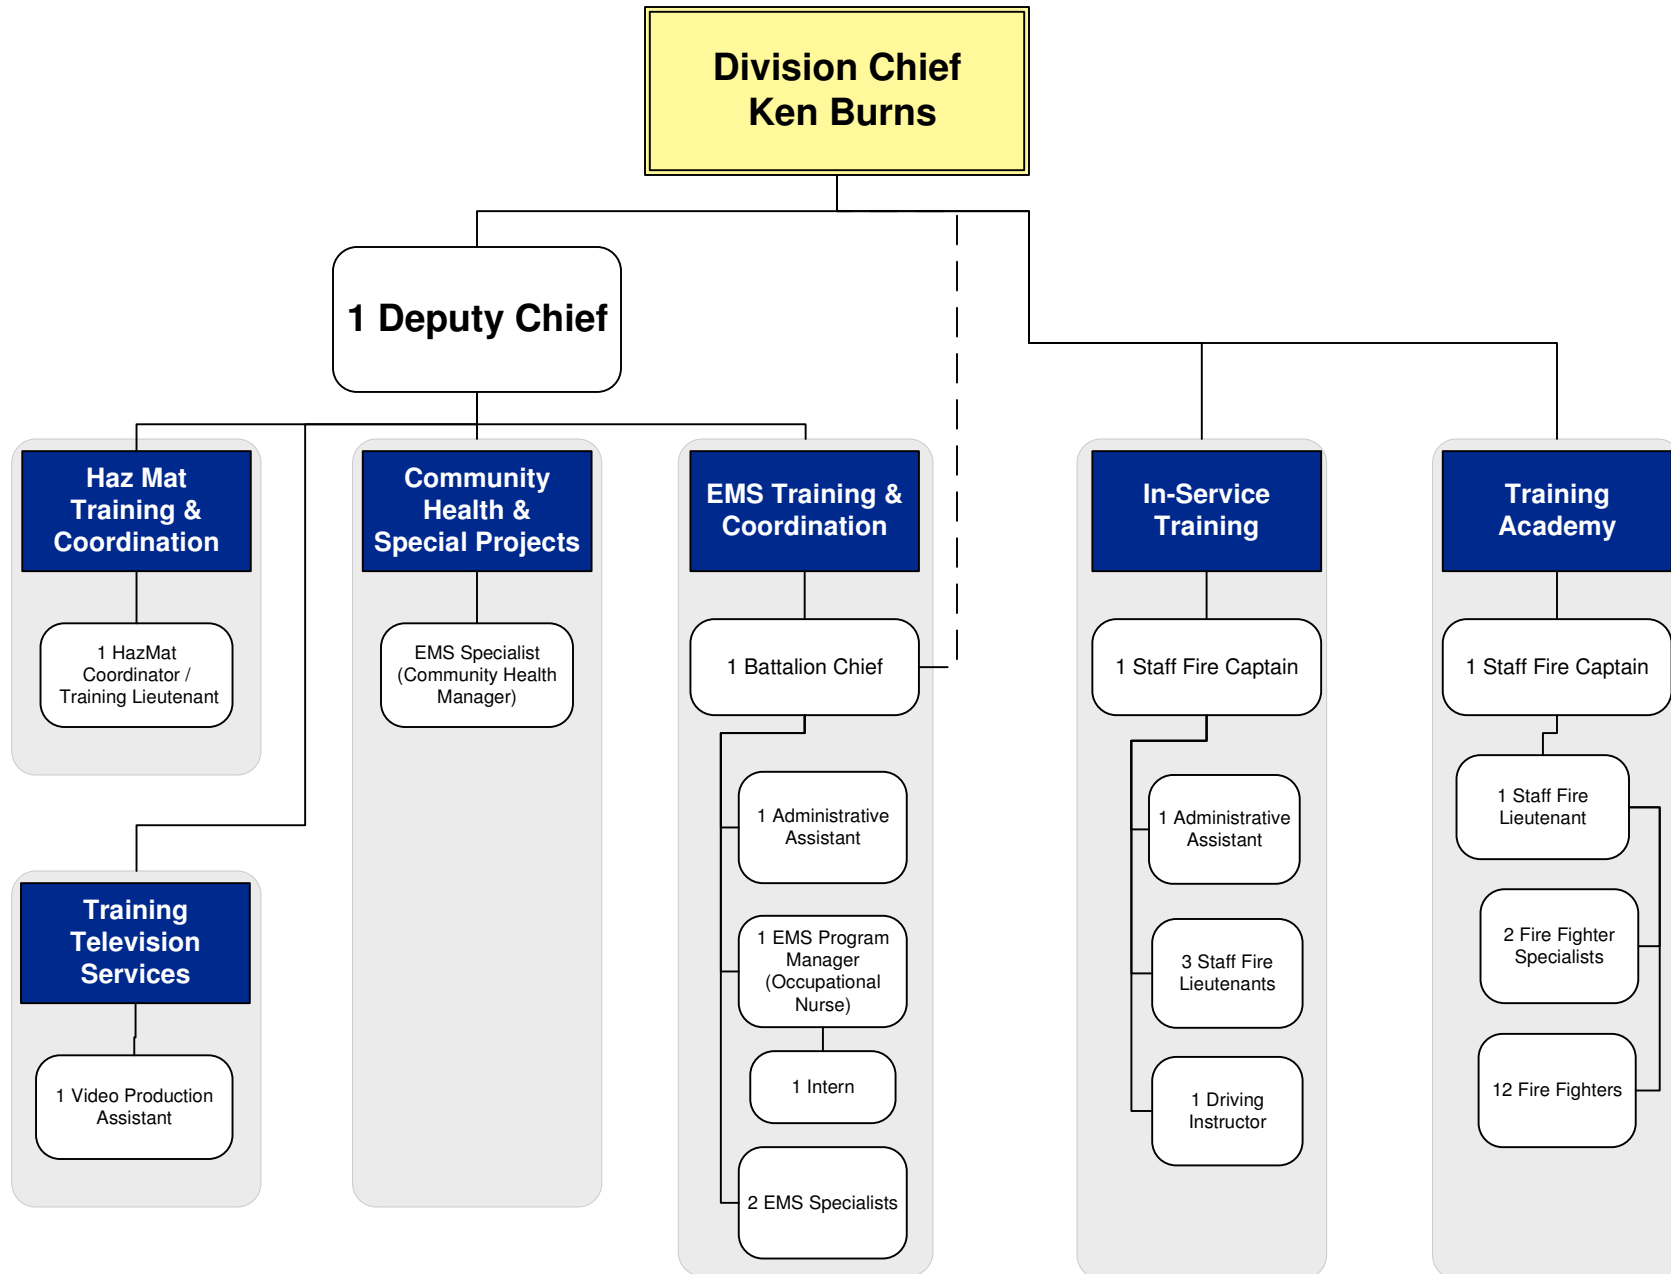 Division Chief
Ken Burns
1 Deputy Chief
Haz Mat
Training &
Coordination
1 HazMat
Coordinator /
Training Lieutenant
Training
Television
Services
1 Video Production
Assistant
Community
Health &
Special Projects
EMS Specialist
(Community Health
Manager)
EMS Training &
Coordination
1 Battalion Chief
1 Administrative
Assistant
1 EMS Program
Manager
(Occupational
Nurse)
1 Intern
2 EMS Specialists
In-Service
Training
1 Staff Fire Captain
1 Administrative
Assistant
3 Staff Fire
Lieutenants
1 Driving
Instructor
Training
Academy
1 Staff Fire Captain
1 Staff Fire
Lieutenant
2 Fire Fighter
Specialists
12 Fire Fighters